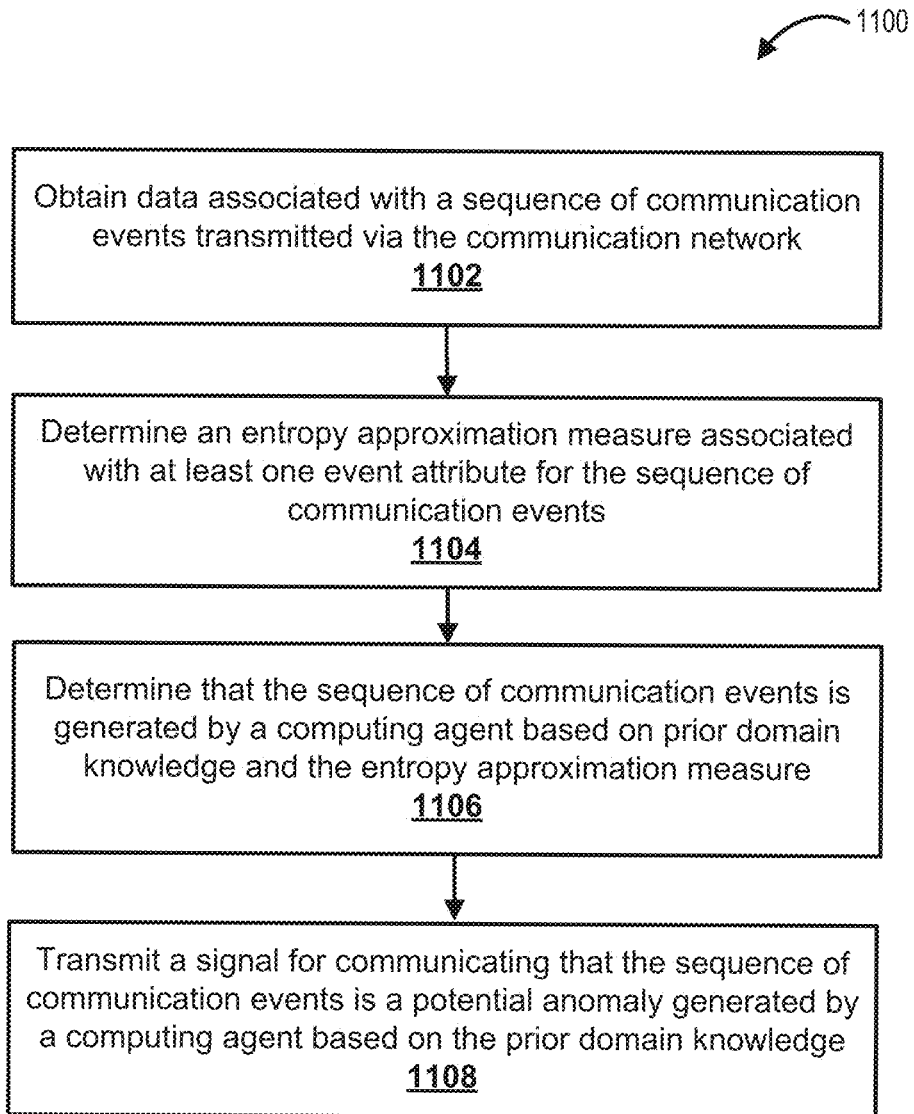 1100
Obtain data associated with a sequence of communication
events transmitted via the communication network
1102
Determine an entropy approximation measure associated
with at least one event attribute for the sequence of
communication events
1104
Determine that the sequence of communication events is
generated by a computing agent based on prior domain
knowledge and the entropy approximation measure
1106
Transmit a signal for communicating that the sequence of
communication events is a potential anomaly generated by
a computing agent based on the prior domain knowledge
1108